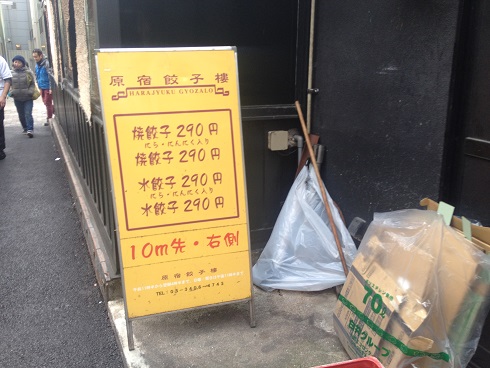 原宿餃子樓
HARAJYUKU GYOZALO
焼餃子 290円
にら・にんにく入り
焼餃子 290円
水餃子 290円
にら・にんにく入り
水餃子 290円
10m先・右側
原宿餃子樓
70%